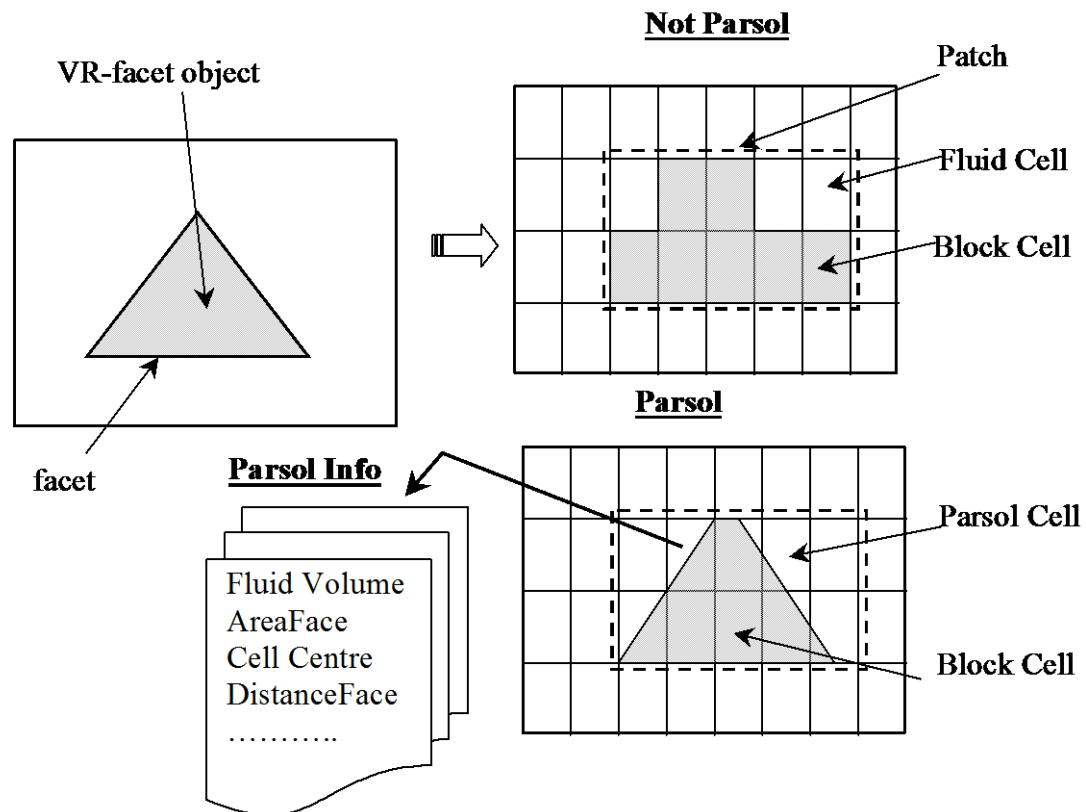 Not Parsol
VR-facet object
Patch
Fluid Cell
Block Cell
facet
Parsol
Parsol Info
Parsol Cell
Fluid Volume
AreaFace
Cell Centre
DistanceFace
………..
Block Cell